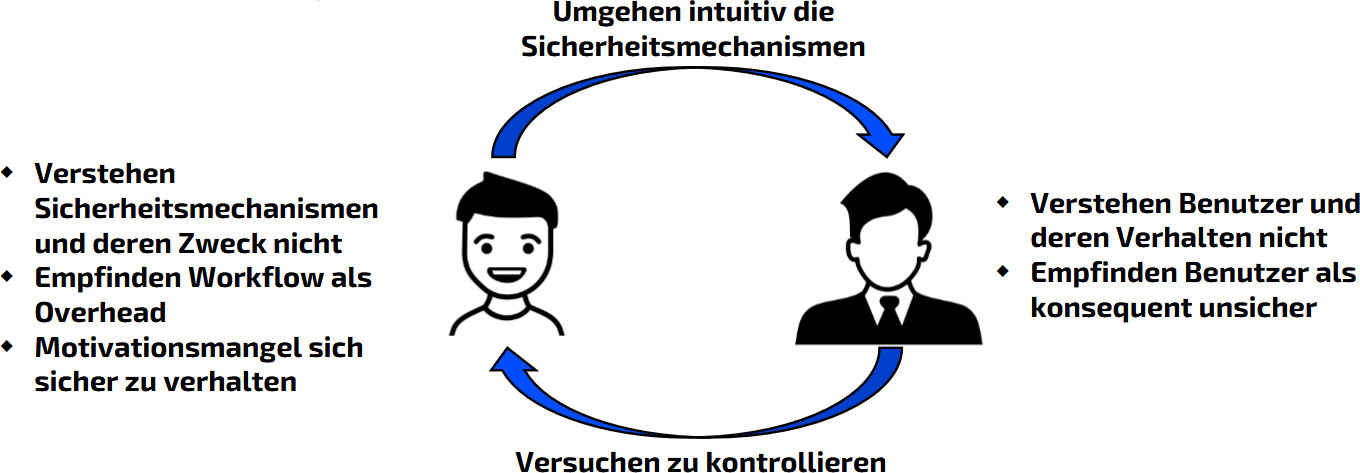 Umgehen intuitiv die
Sicherheitsmechanismen
◆ Verstehen
Sicherheitsmechanismen
und deren Zweck nicht
◆ Empfinden Workflow als
Overhead
◆ Motivationsmangel sich
sicher zu verhalten
◆ Verstehen Benutzer und
deren Verhalten nicht
◆ Empfinden Benutzer als
konsequent unsicher
Versuchen zu kontrollieren